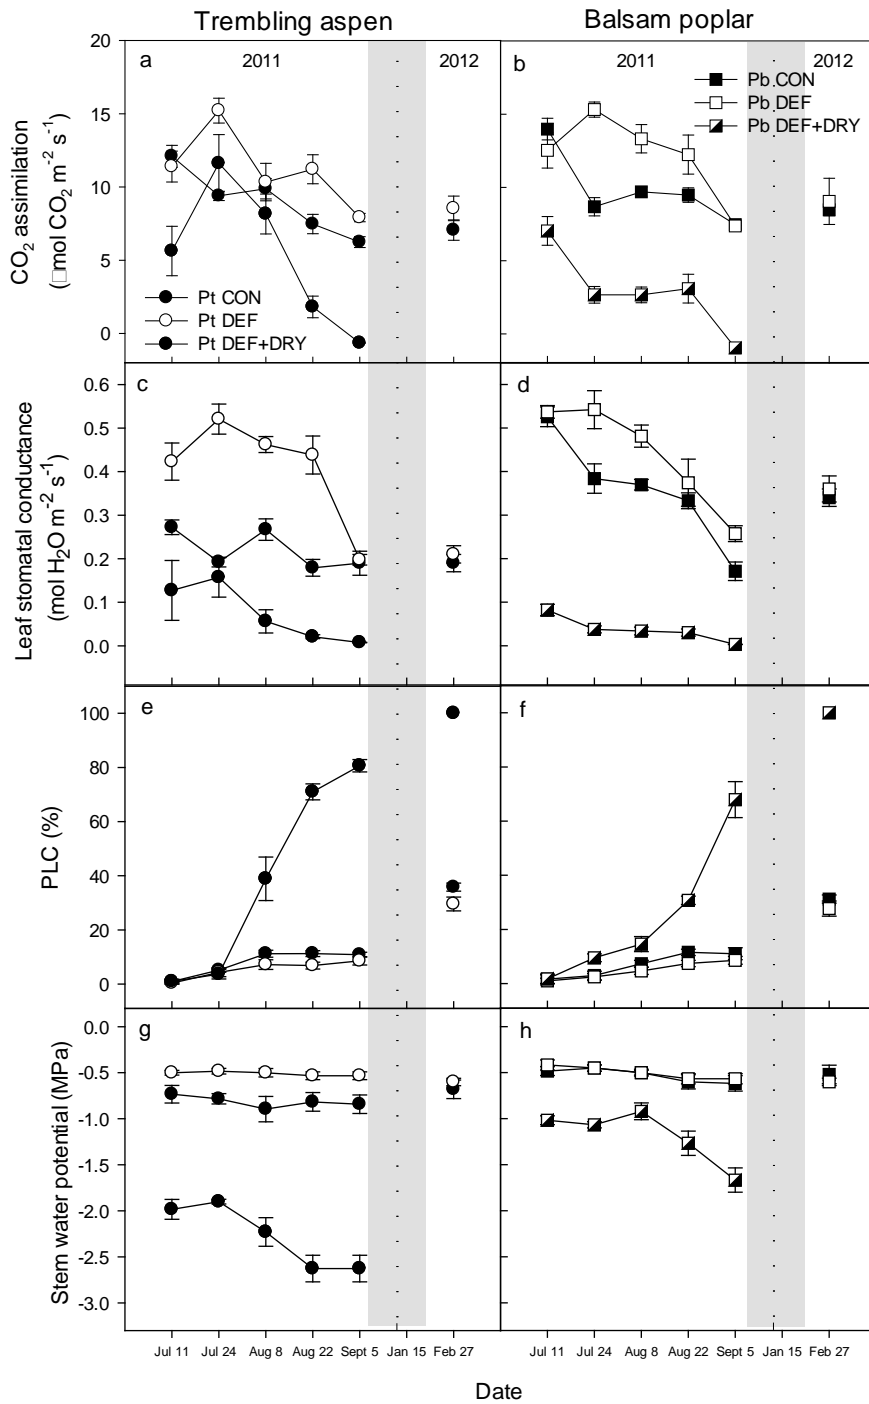 Trembling aspen
Balsam poplar
a
2011
2012
b
2011
2012
Pb CON
Pb DEF
Pb DEF+DRY
Pt CON
Pt DEF
Pt DEF+DRY
CO2 assimilation
(□mol CO2 m-2 s-1)
20
15
10
5
0
c
d
Leaf stomatal conductance
(mol H2O m-2 s-1)
0.6
0.5
0.4
0.3
0.2
0.1
0.0
e
f
PLC (%)
100
80
60
40
20
0
g
h
Stem water potential (MPa)
0.0
-0.5
-1.0
-1.5
-2.0
-2.5
-3.0
Jul 11 Jul 24 Aug 8 Aug 22 Sept 5 Jan 15 Feb 27
Jul 11 Jul 24 Aug 8 Aug 22 Sept 5 Jan 15 Feb 27
Date